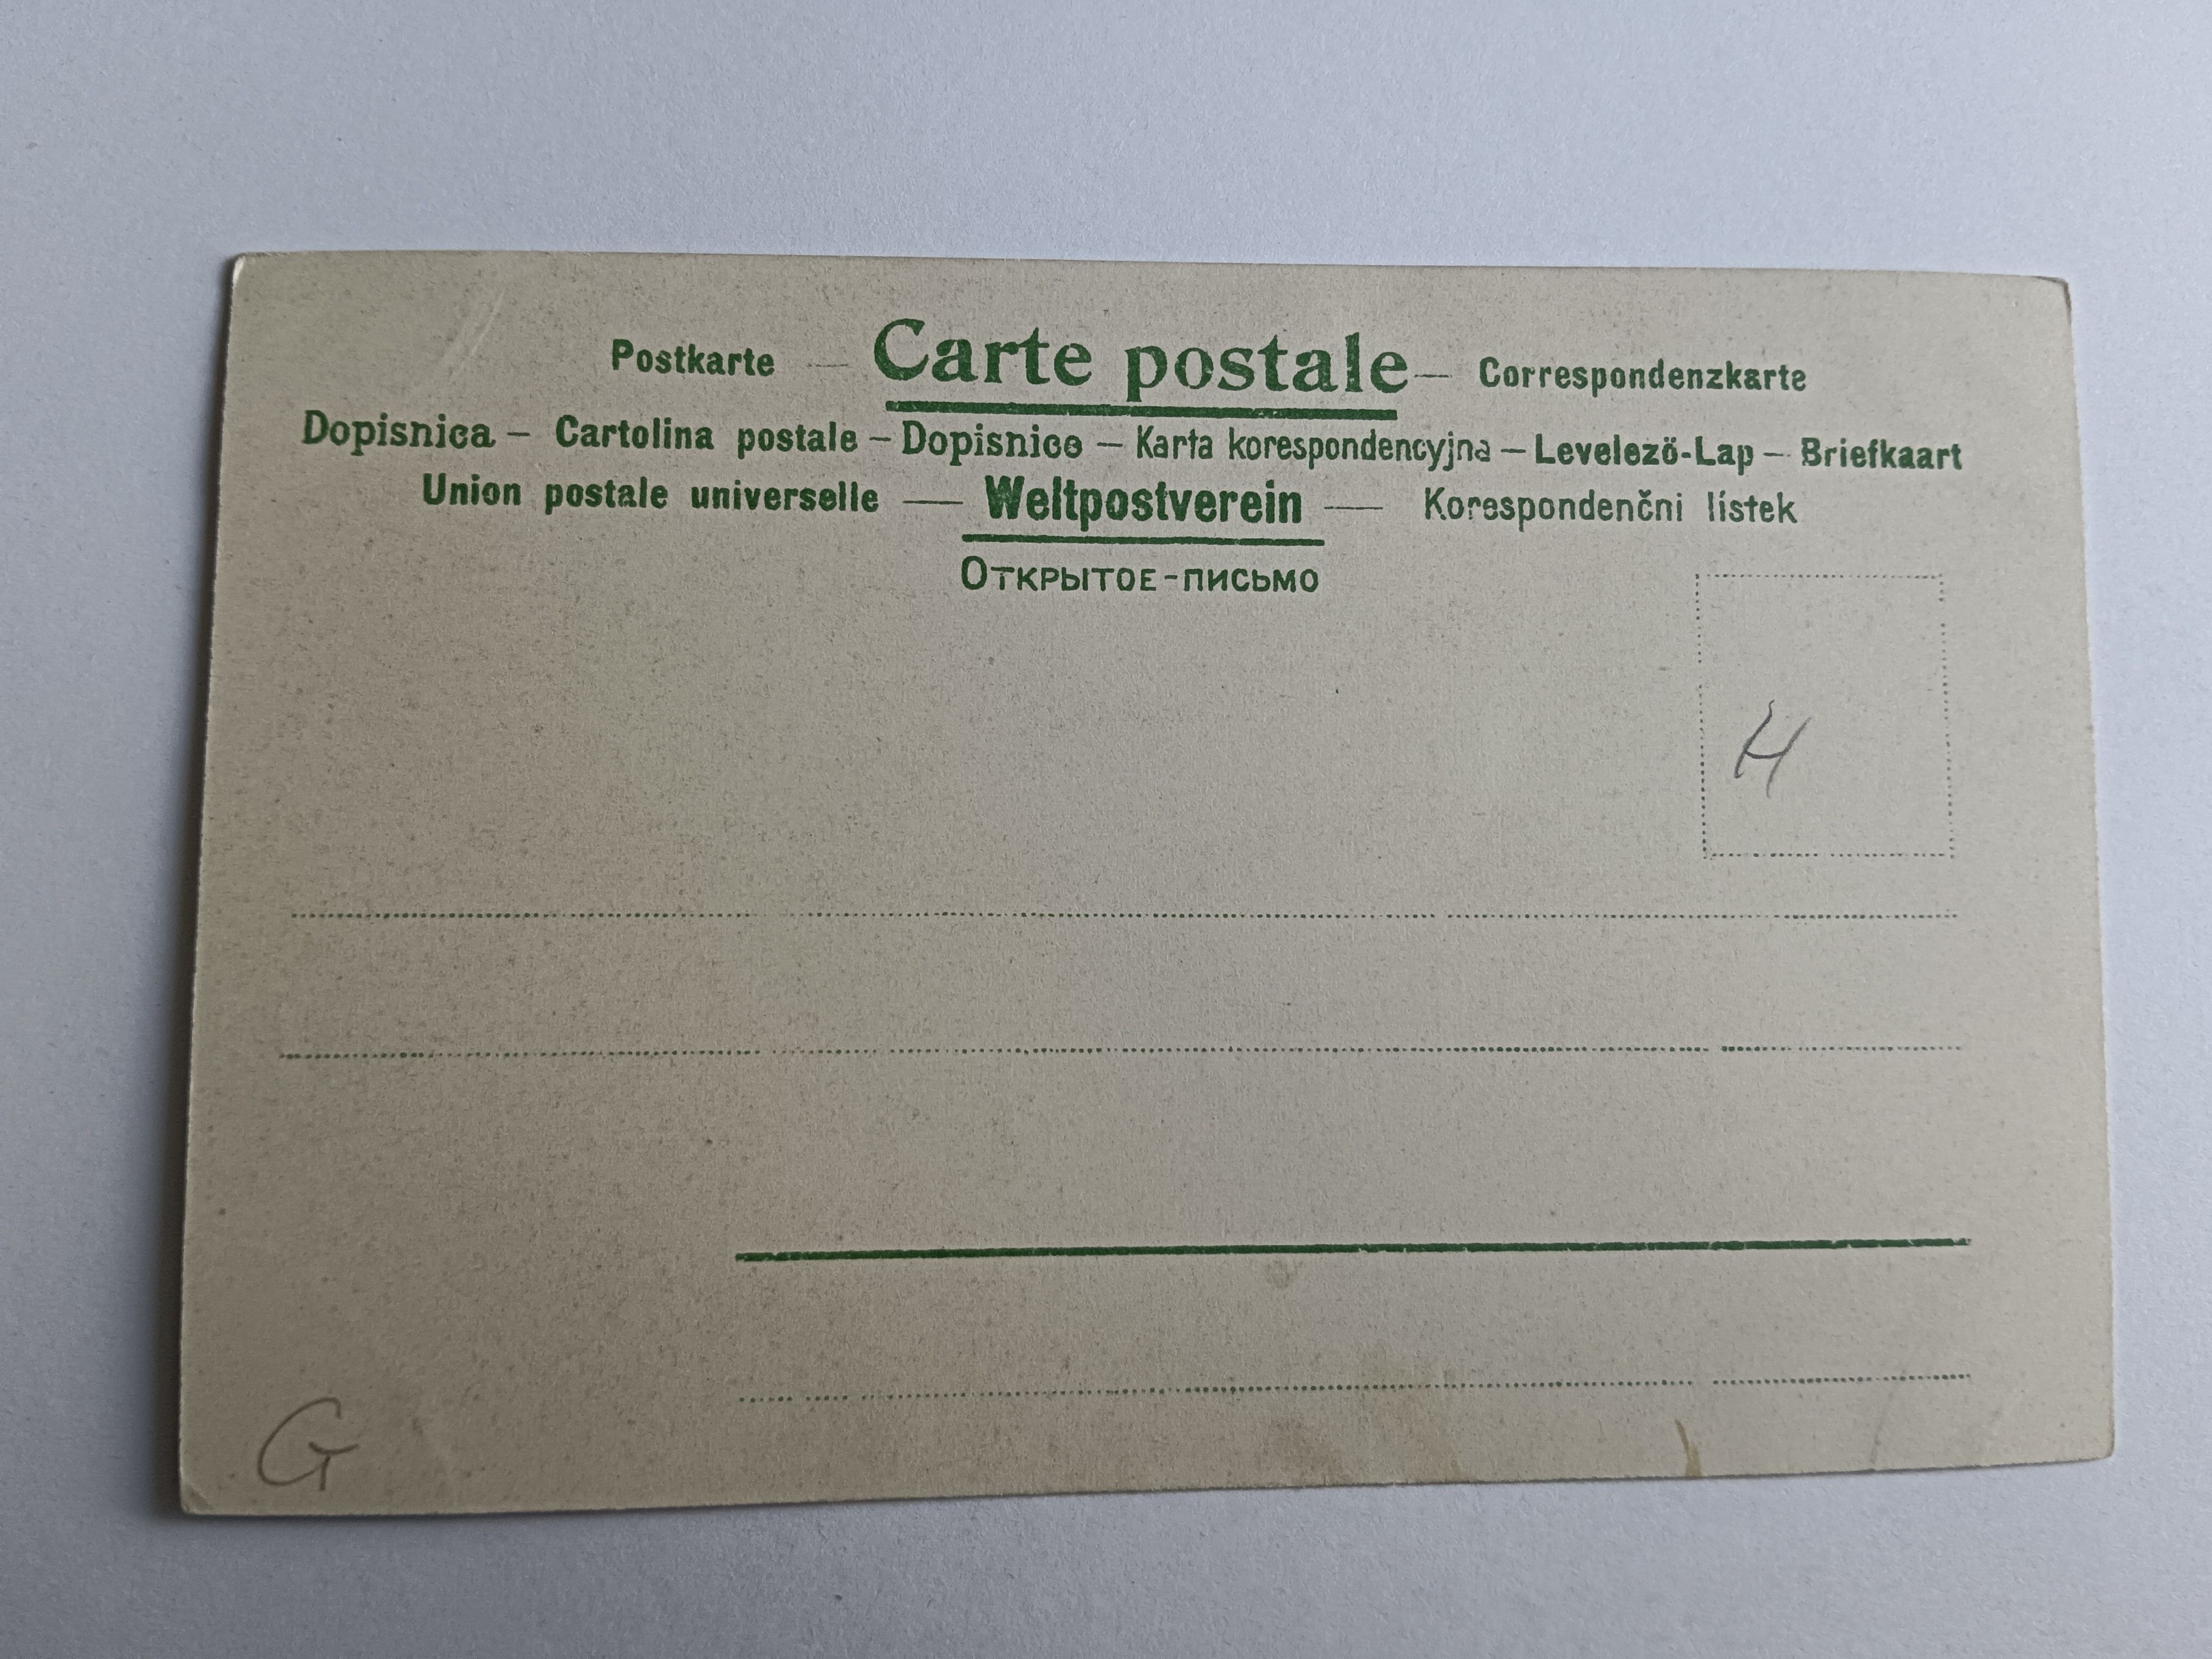 Postkarte — Carte postale — Correspondenzkarte
Dopisnica – Cartolina postale – Dopisnice – Karta korespondencyjna – Levelező-Lap – Briefkaart
Union postale universelle — Weltpostverein — Korespondenčni lístek
Открытое-письмо
H
G